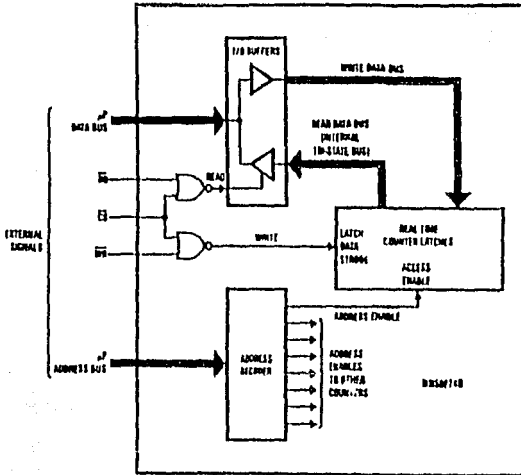 I/O BUFFERS
WRITE DATA BUS
µP
DATA BUS
READ DATA BUS
(INTERNAL
TRI-STATE BUS)
RD
READ
CS
EXTERNAL
SIGNALS
WR
WRITE
LATCH
DATA
STROBE
REAL TIME
COUNTER LATCHES
ACCESS
ENABLE
ADDRESS ENABLE
µP
ADDRESS BUS
ADDRESS
DECODER
ADDRESS
ENABLES
TO OTHER
COUNTERS